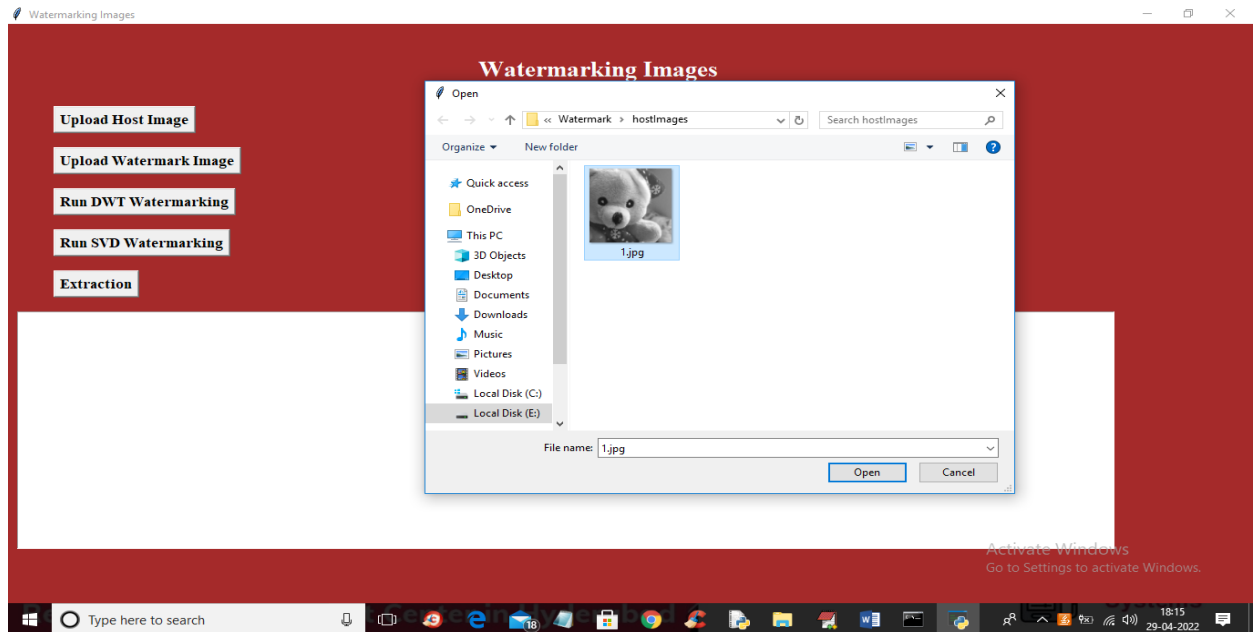 Watermarking Images
Watermarking Images
Upload Host Image
Upload Watermark Image
Run DWT Watermarking
Run SVD Watermarking
Extraction
Open
« Watermark > hostImages
Search hostImages
Organize
New folder
Quick access
OneDrive
This PC
3D Objects
Desktop
Documents
Downloads
Music
Pictures
Videos
Local Disk (C:)
Local Disk (E:)
1.jpg
File name: 1.jpg
Open
Cancel
Activate Windows
Go to Settings to activate Windows.
Type here to search
18
18:15
29-04-2022